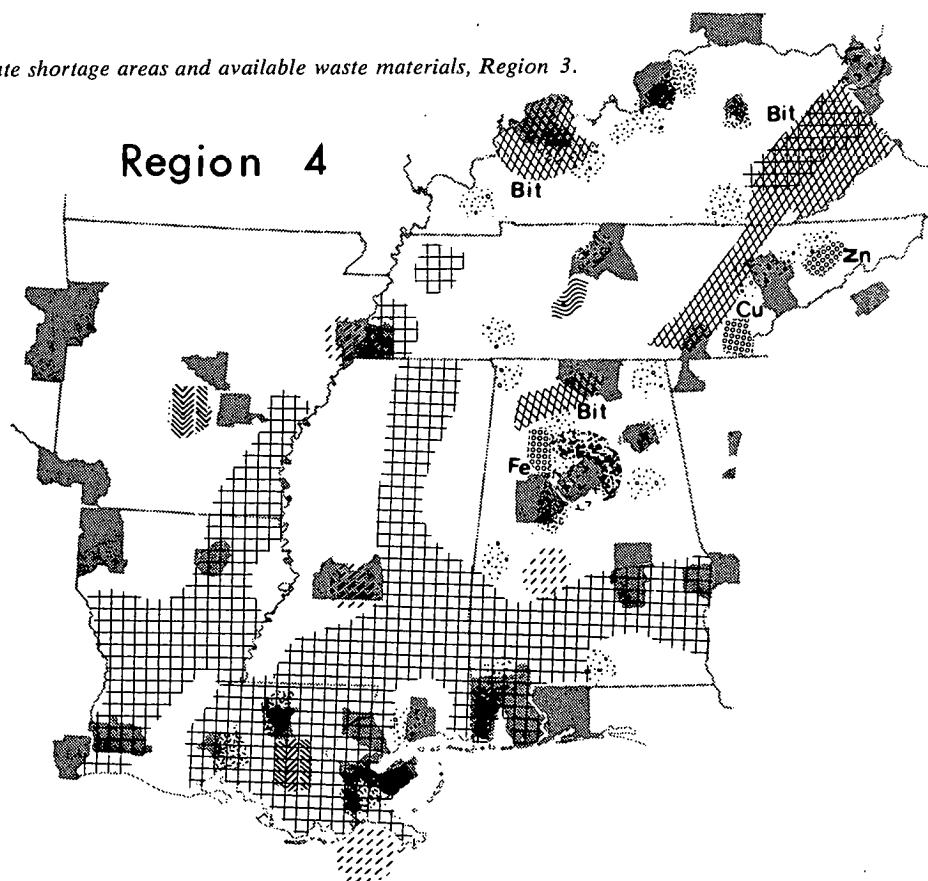 ate shortage areas and available waste materials, Region 3.
Region 4
Bit
Bit
Zn
Cu
Bit
Fe